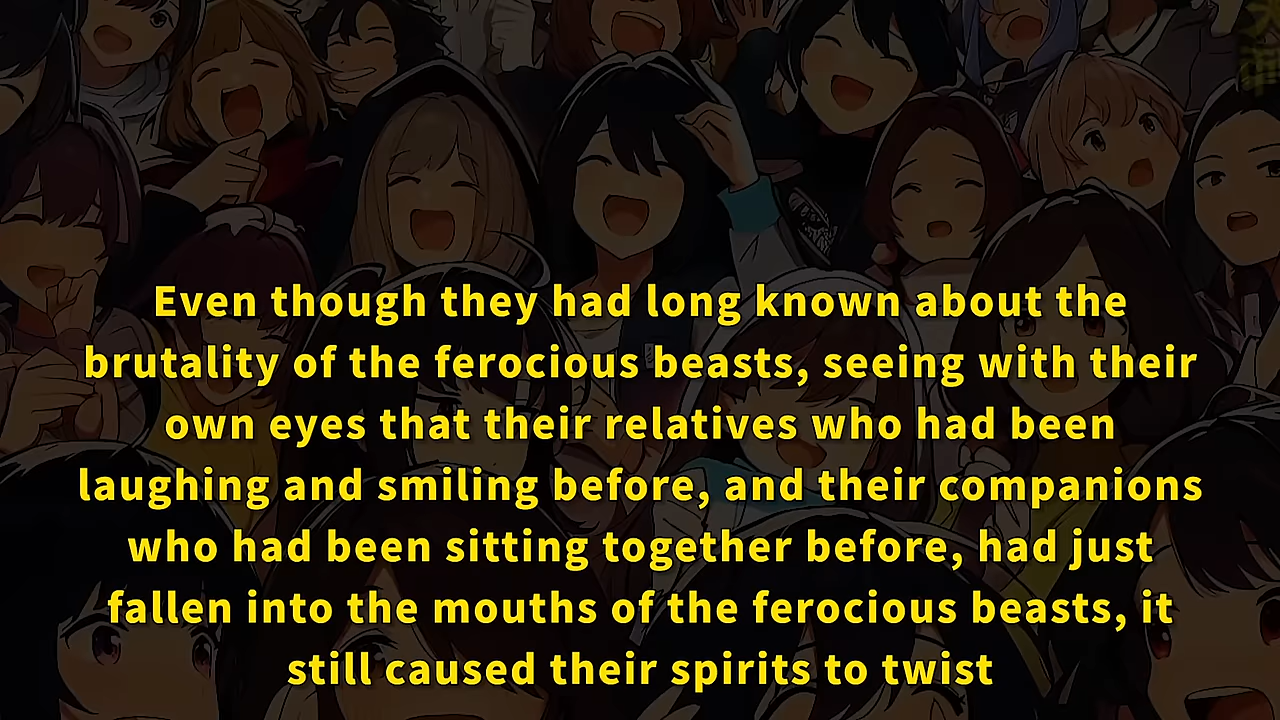 Even though they had long known about the
brutality of the ferocious beasts, seeing with their
own eyes that their relatives who had been
laughing and smiling before, and their companions
who had been sitting together before, had just
fallen into the mouths of the ferocious beasts, it
still caused their spirits to twist